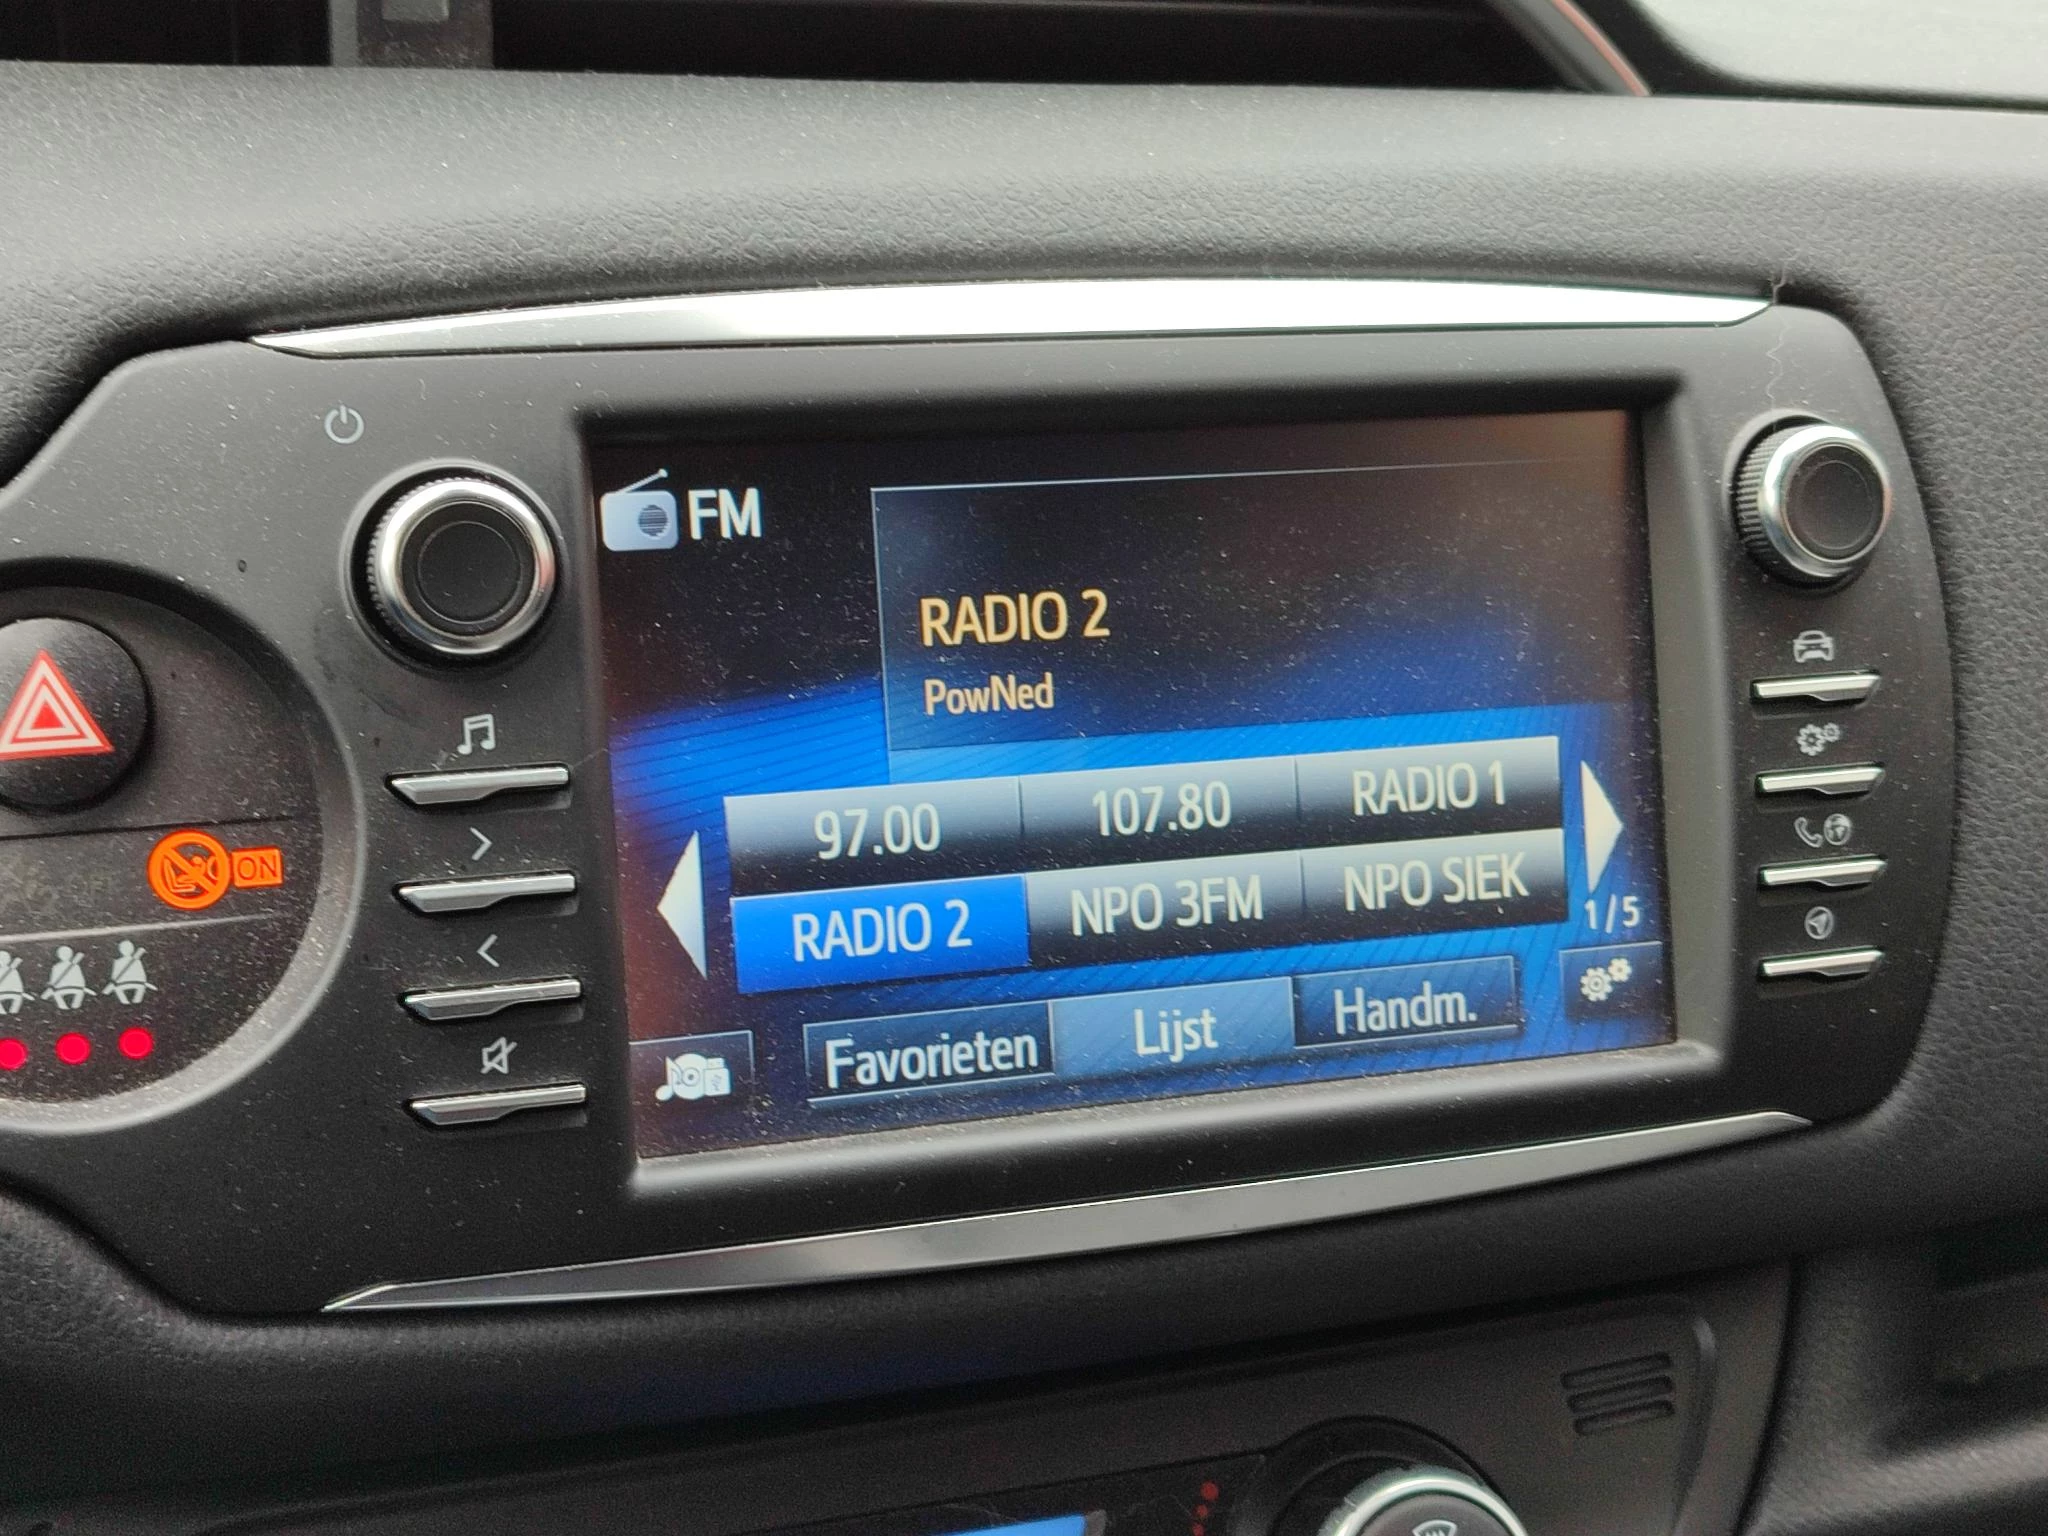 FM
RADIO 2
PowNed
97.00
107.80
RADIO 1
RADIO 2
NPO 3FM
NPO SIEK
1/5
Favorieten
Lijst
Handm.
ON